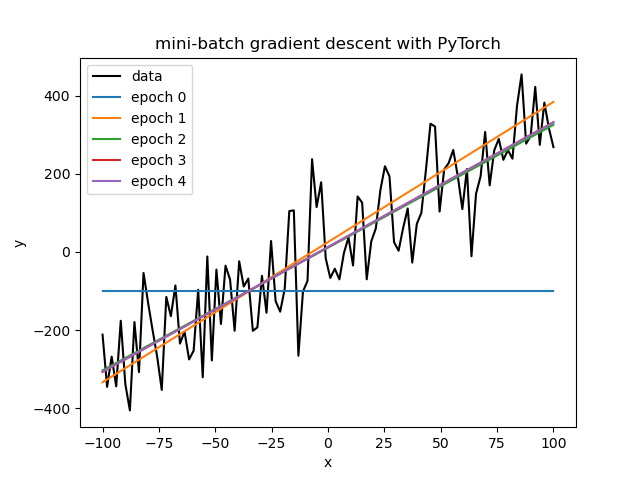 mini-batch gradient descent with PyTorch
data
epoch 0
epoch 1
epoch 2
epoch 3
epoch 4
400
200
0
−200
−400
y
−100 −75 −50 −25 0 25 50 75 100
x